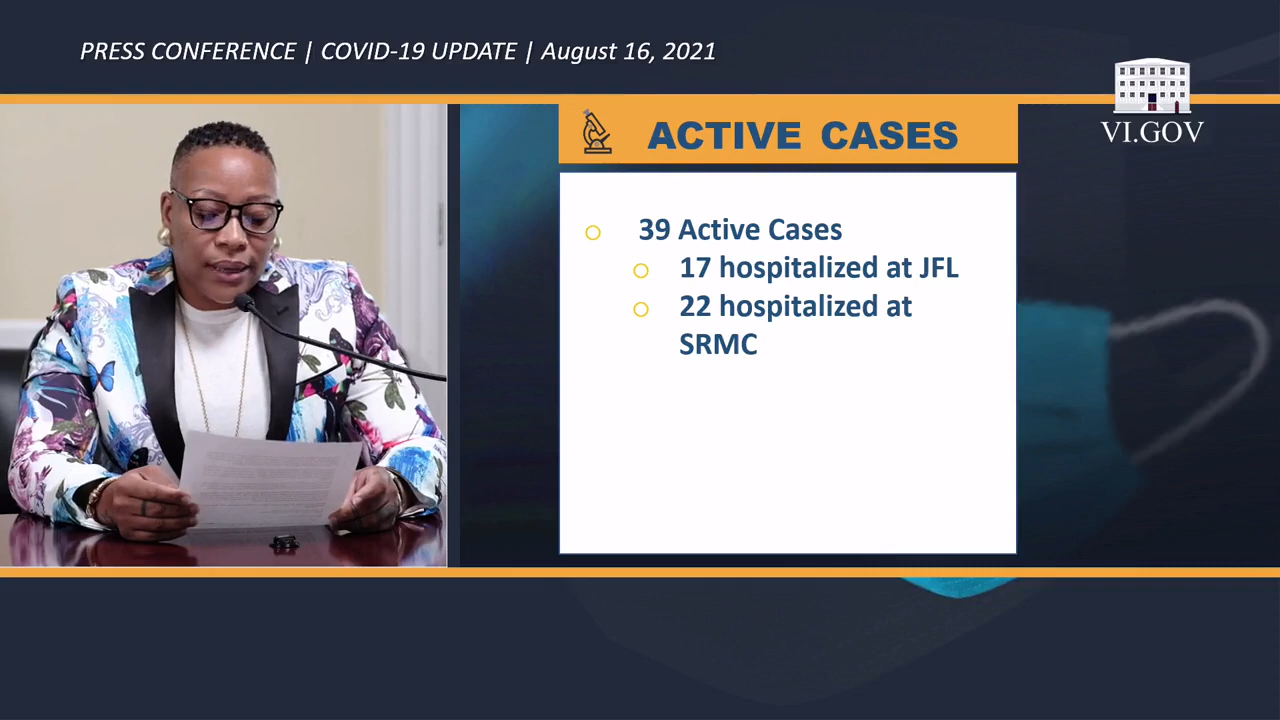 PRESS CONFERENCE | COVID-19 UPDATE | August 16, 2021
VI.GOV
ACTIVE CASES
39 Active Cases
17 hospitalized at JFL
22 hospitalized at
SRMC